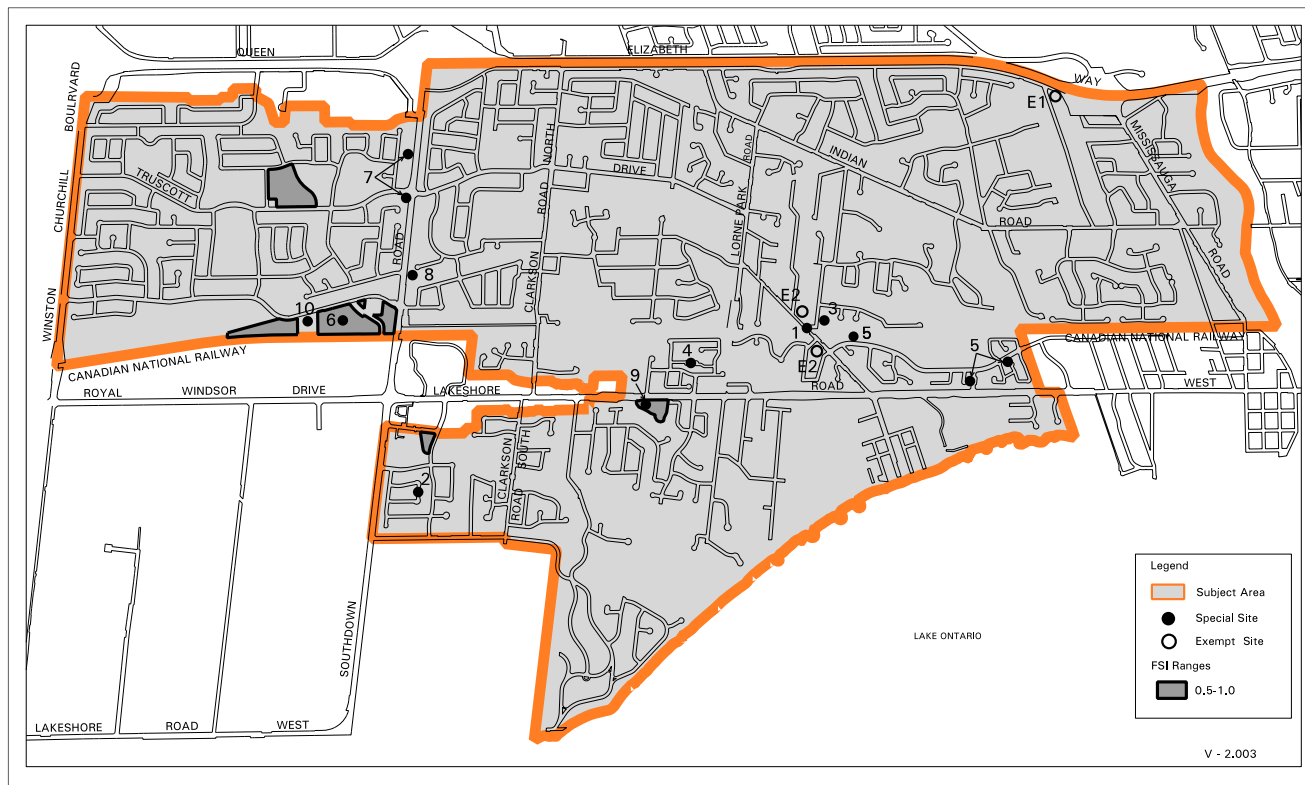 QUEEN
ELIZABETH
WAY
E1
BOULRVARD
CHURCHILL
WINSTON
TRUSCOTT
DRIVE
7
ROAD
8
NORTH
ROAD
CLARKSON
ROAD
LORNE PARK
INDIAN
ROAD
MISSISSAUGA
ROAD
10
6
E2
3
1
5
E2
4
5
9
CANADIAN NATIONAL RAILWAY
CANADIAN NATIONAL RAILWAY
ROYAL
WINDSOR
DRIVE
LAKESHORE
ROAD
WEST
CLARKSON
ROAD
SOUTH
2
SOUTHDOWN
LAKESHORE
ROAD
WEST
LAKE ONTARIO
Legend
Subject Area
Special Site
Exempt Site
FSI Ranges
0.5-1.0
V - 2.003